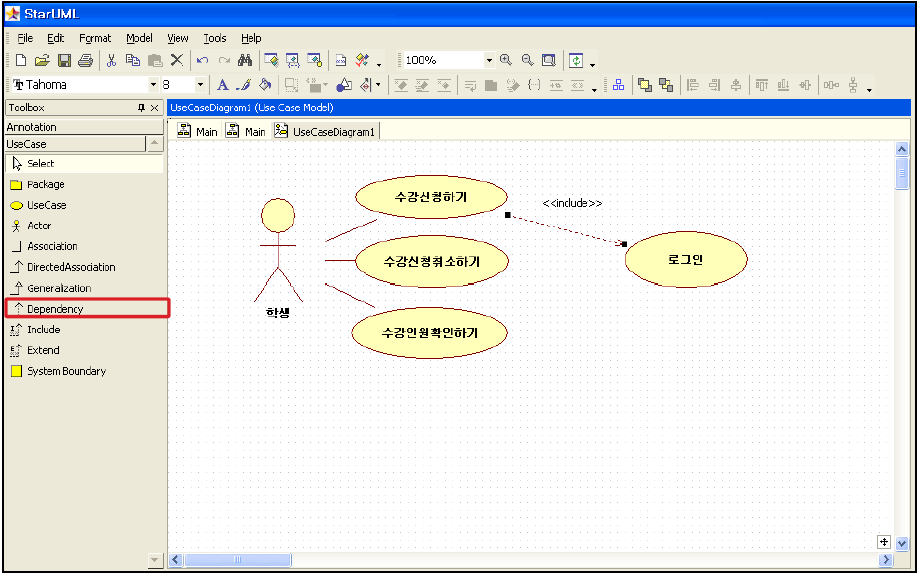 StarUML
File Edit Format Model View Tools Help
100%
Tahoma 8
Toolbox
UseCaseDiagram1 (Use Case Model)
Annotation
Main Main UseCaseDiagram1
UseCase
Select
Package
UseCase
Actor
Association
DirectedAssociation
Generalization
Dependency
Include
Extend
System Boundary
수강신청하기
<<include>>
수강신청취소하기
로그인
학생
수강인원확인하기